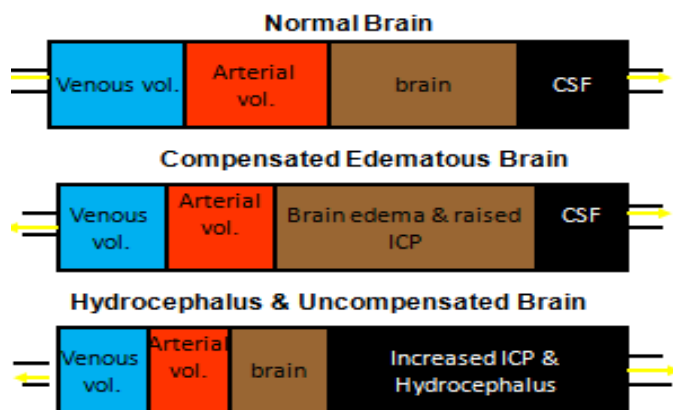 Normal Brain
Venous vol.
Arterial
vol.
brain
CSF
Compensated Edematous Brain
Venous
vol.
Arterial
vol.
Brain edema & raised
ICP
CSF
Hydrocephalus & Uncompensated Brain
Venous
vol.
Arterial
vol.
brain
Increased ICP &
Hydrocephalus